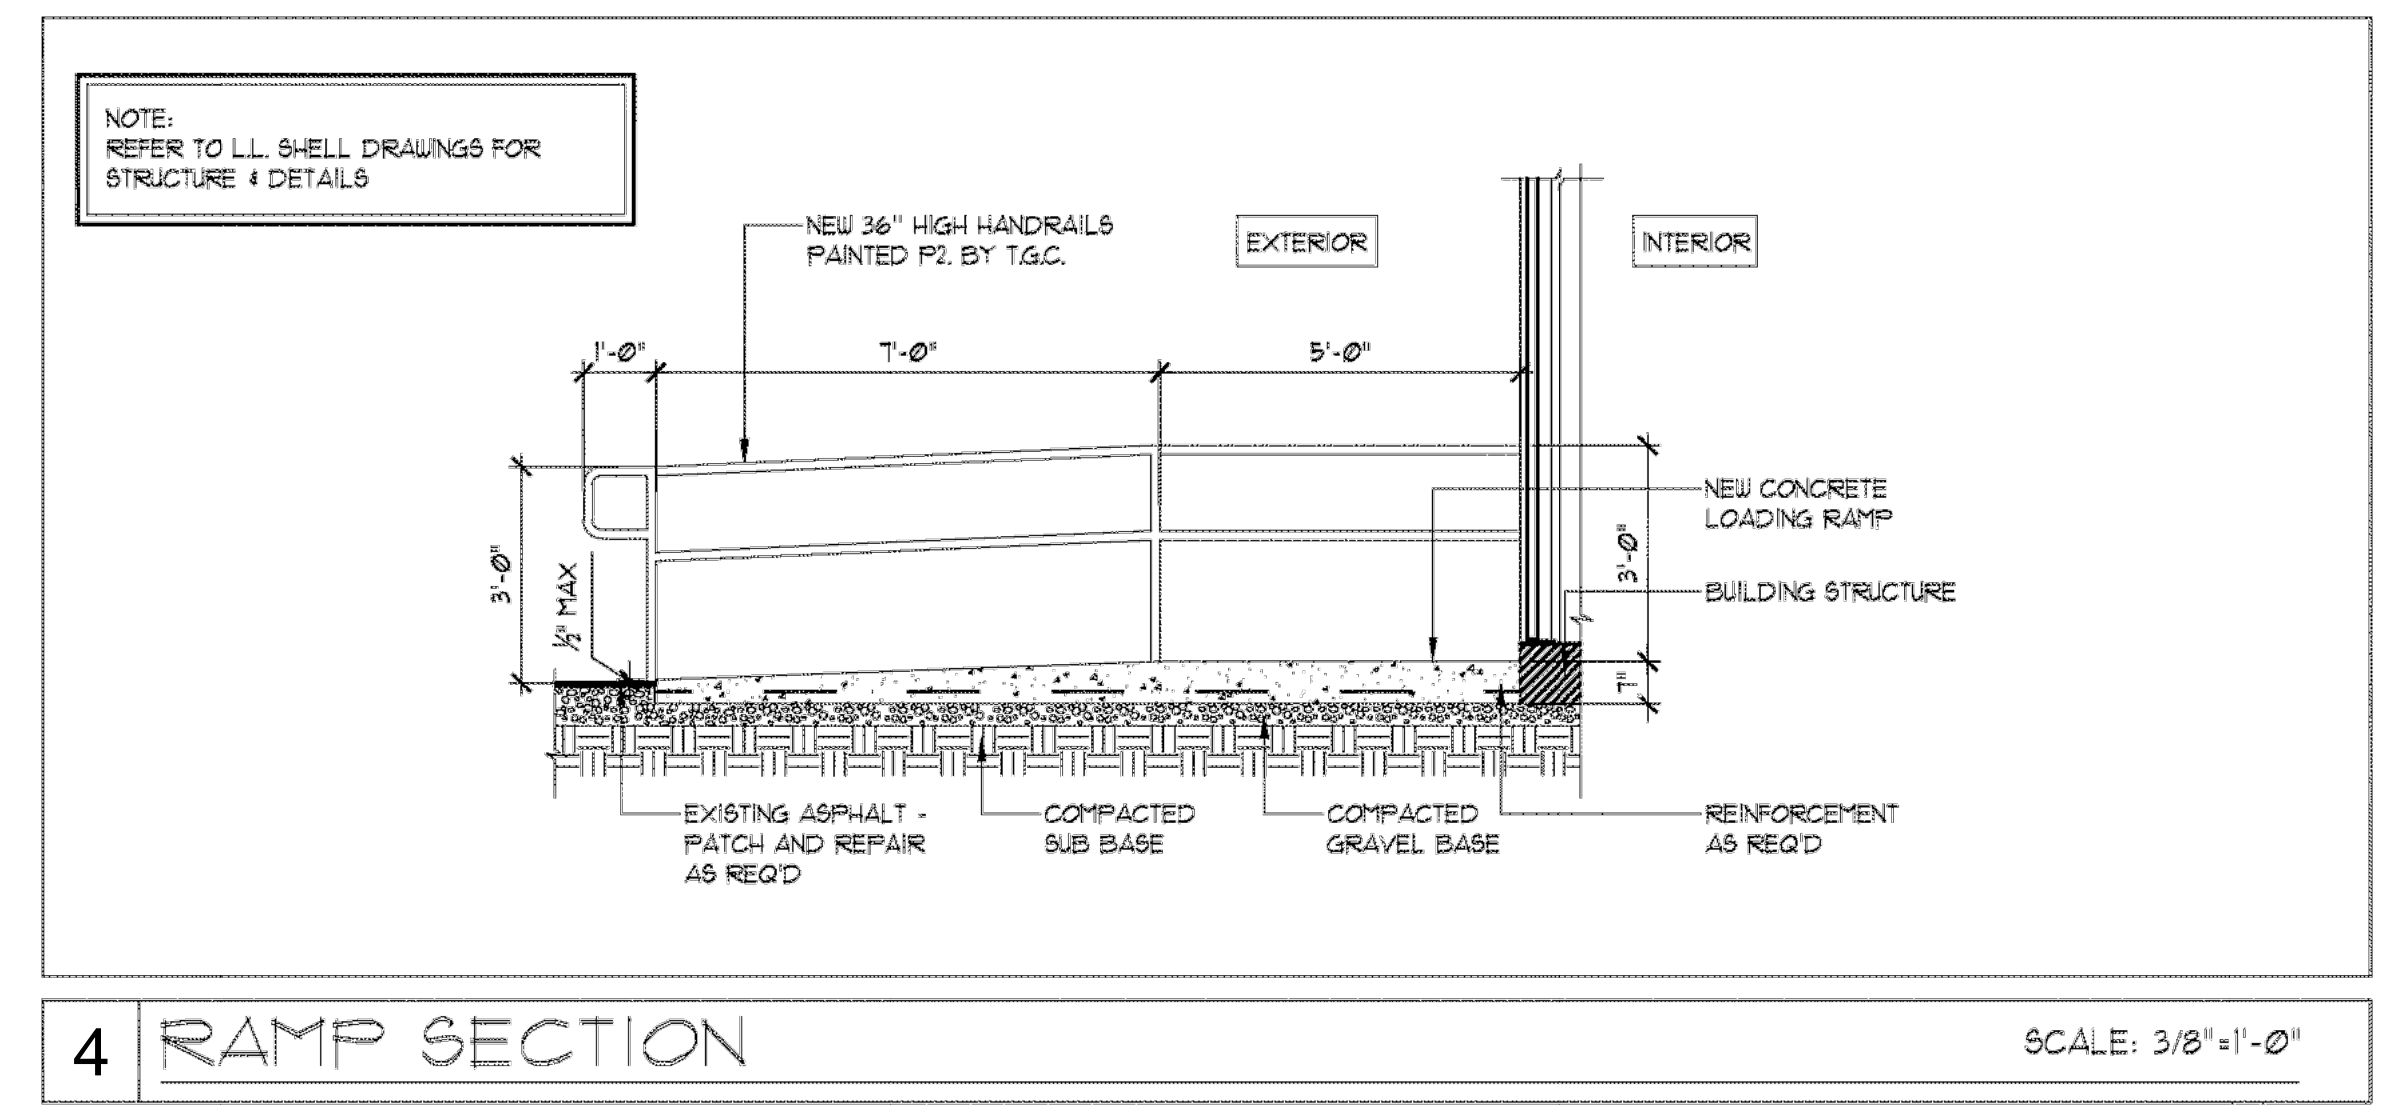 NOTE:
REFER TO L.L. SHELL DRAWINGS FOR
STRUCTURE & DETAILS
NEW 36" HIGH HANDRAILS
PAINTED P2. BY T.G.C.
EXTERIOR
INTERIOR
1'-0"
7'-0"
5'-0"
NEW CONCRETE
LOADING RAMP
3'-0"
1/2" MAX
3'-0"
BUILDING STRUCTURE
7"
EXISTING ASPHALT -
PATCH AND REPAIR
AS REQ'D
COMPACTED
SUB BASE
COMPACTED
GRAVEL BASE
REINFORCEMENT
AS REQ'D
4
RAMP SECTION
SCALE: 3/8"=1'-0"